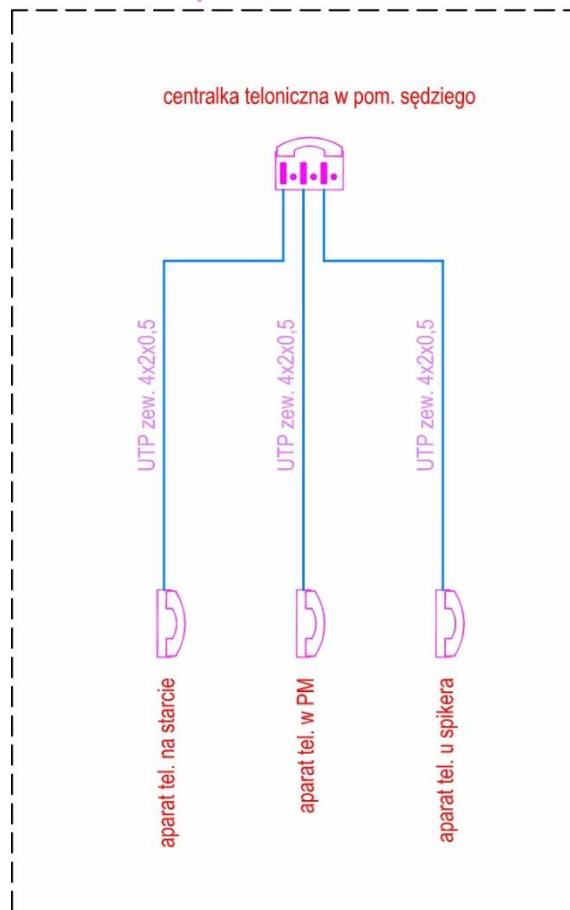 centralka teloniczna w pom. sędziego
UTP zew. 4x2x0,5
UTP zew. 4x2x0,5
UTP zew. 4x2x0,5
aparat tel. na starcie
aparat tel. w PM
aparat tel. u spikera